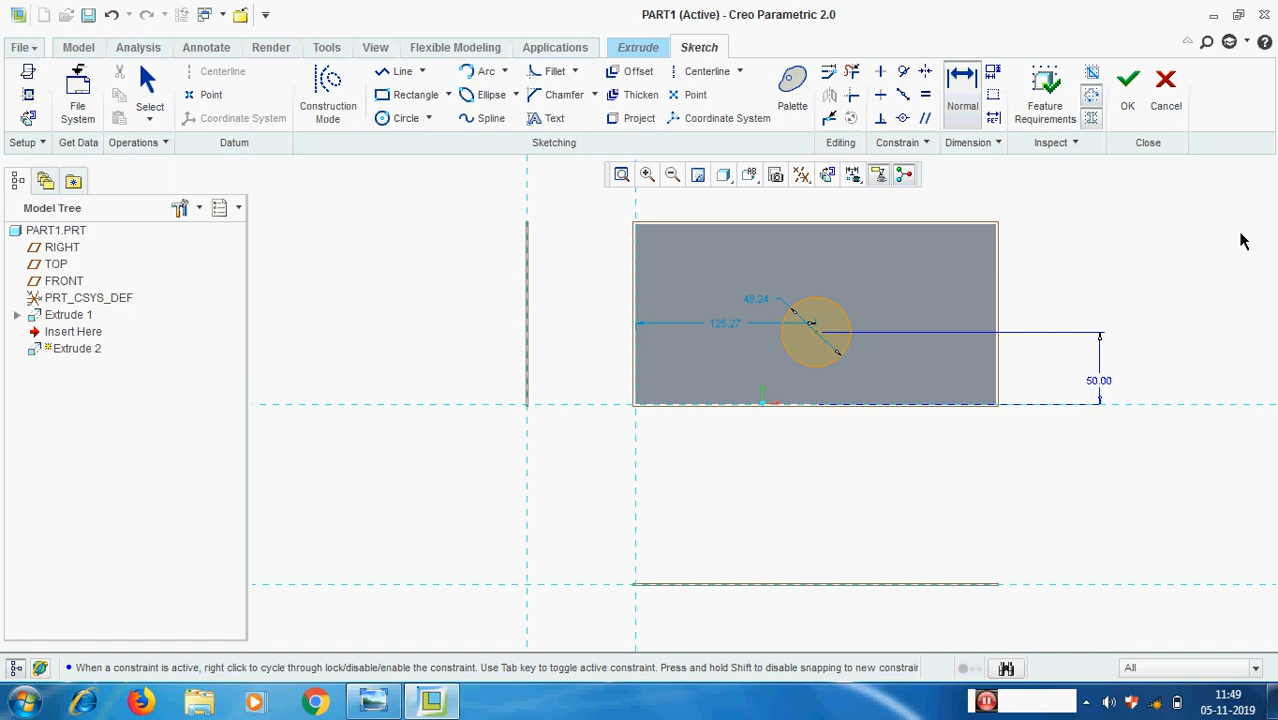 PART1 (Active) - Creo Parametric 2.0
File Model Analysis Annotate Render Tools View Flexible Modeling Applications Extrude Sketch
File System
Select
Centerline
Point
Coordinate System
Construction Mode
Line Arc Fillet Offset Centerline
Rectangle Ellipse Chamfer Thicken Point
Circle Spline Text Project Coordinate System
Palette
Normal
Feature Requirements
OK Cancel
Setup Get Data Operations Datum Sketching Editing Constrain Dimension Inspect Close
Model Tree
PART1.PRT
RIGHT
TOP
FRONT
PRT_CSYS_DEF
Extrude 1
Insert Here
Extrude 2
48.24
125.27
50.00
When a constraint is active, right click to cycle through lock/disable/enable the constraint. Use Tab key to toggle active constraint. Press and hold Shift to disable snapping to new constrair
All
11:49
05-11-2019